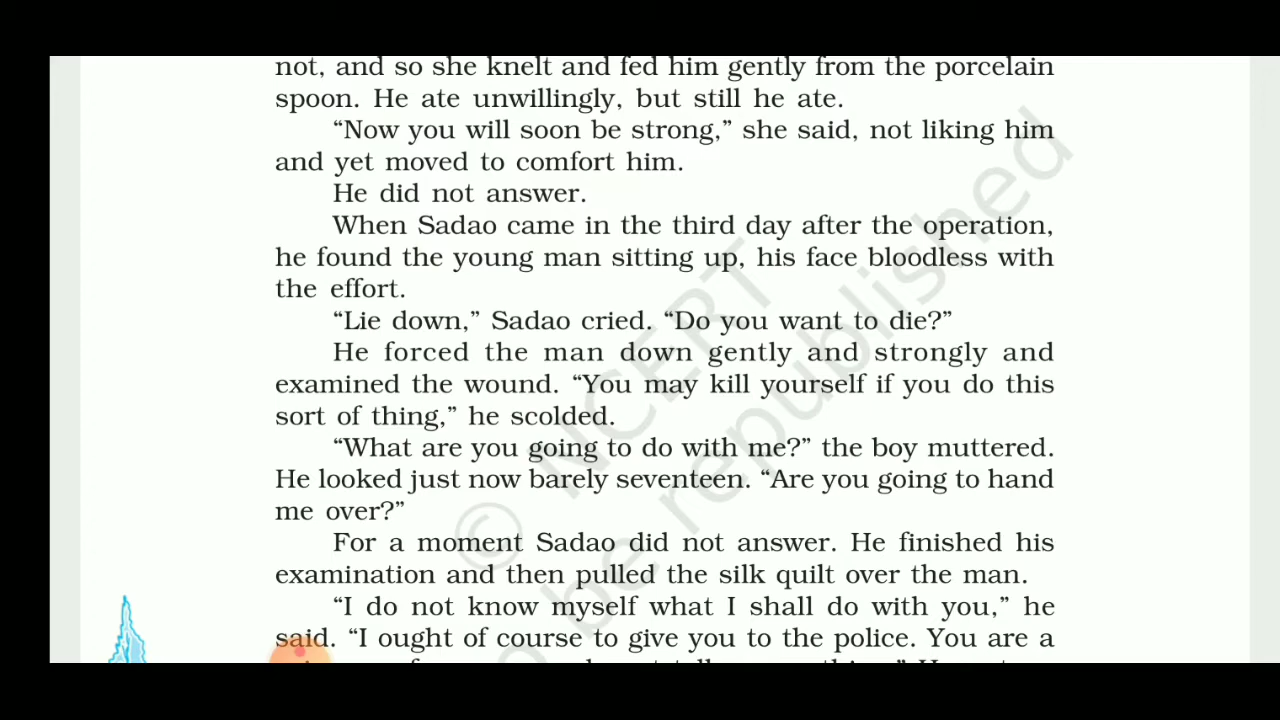 not, and so she knelt and fed him gently from the porcelain
spoon. He ate unwillingly, but still he ate.
“Now you will soon be strong,” she said, not liking him
and yet moved to comfort him.
He did not answer.
When Sadao came in the third day after the operation,
he found the young man sitting up, his face bloodless with
the effort.
“Lie down,” Sadao cried. “Do you want to die?”
He forced the man down gently and strongly and
examined the wound. “You may kill yourself if you do this
sort of thing,” he scolded.
“What are you going to do with me?” the boy muttered.
He looked just now barely seventeen. “Are you going to hand
me over?”
For a moment Sadao did not answer. He finished his
examination and then pulled the silk quilt over the man.
“I do not know myself what I shall do with you,” he
said. “I ought of course to give you to the police. You are a
© NCERT
be republished